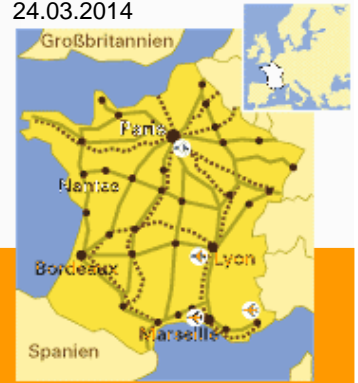 24.03.2014
Großbritannien
Paris
Nantes
Lyon
Bordeaux
Marseille
Spanien